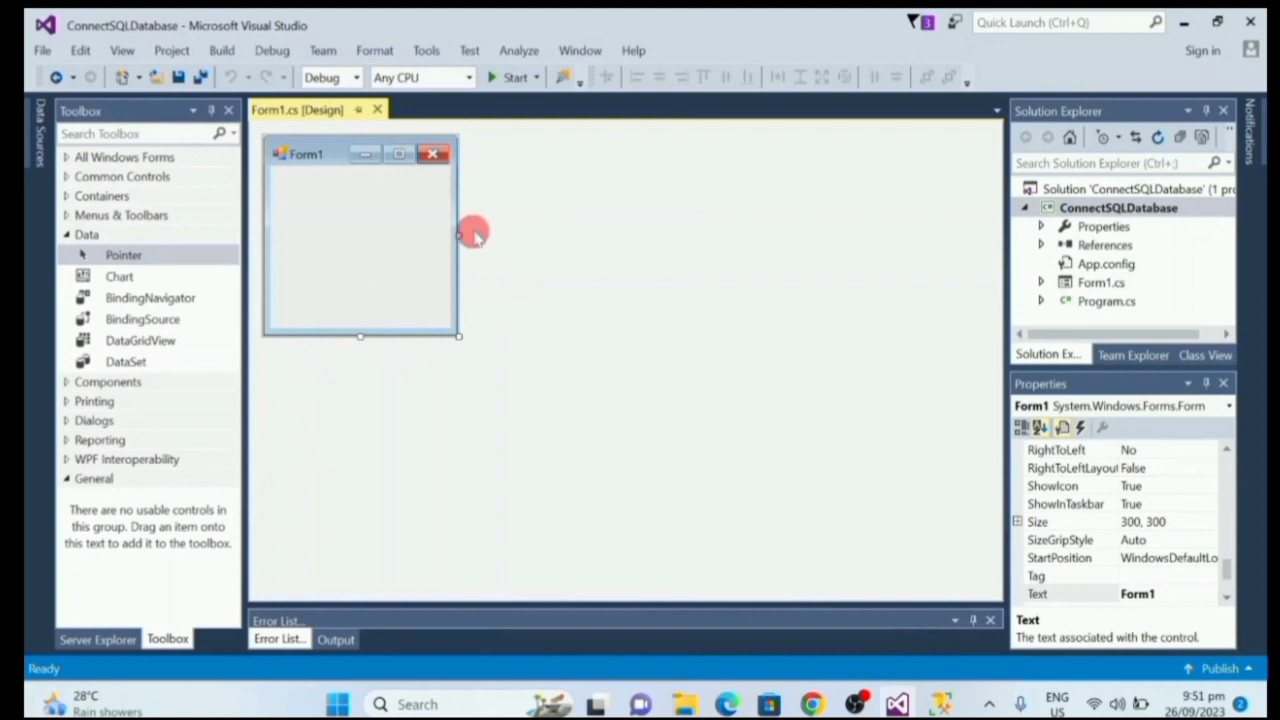 ConnectSQLDatabase - Microsoft Visual Studio
3
Quick Launch (Ctrl+Q)
File Edit View Project Build Debug Team Format Tools Test Analyze Window Help
Sign in
Debug Any CPU Start
Data Sources
Toolbox
Search Toolbox
All Windows Forms
Common Controls
Containers
Menus & Toolbars
Data
Pointer
Chart
BindingNavigator
BindingSource
DataGridView
DataSet
Components
Printing
Dialogs
Reporting
WPF Interoperability
General
There are no usable controls in
this group. Drag an item onto
this text to add it to the toolbox.
Server Explorer Toolbox
Form1.cs [Design]
Form1
Error List...
Error List... Output
Solution Explorer
Search Solution Explorer (Ctrl+;)
Solution 'ConnectSQLDatabase' (1 pro
ConnectSQLDatabase
Properties
References
App.config
Form1.cs
Program.cs
Solution Ex... Team Explorer Class View
Properties
Form1 System.Windows.Forms.Form
RightToLeft No
RightToLeftLayout False
ShowIcon True
ShowInTaskbar True
Size 300, 300
SizeGripStyle Auto
StartPosition WindowsDefaultLo
Tag
Text Form1
Text
The text associated with the control.
Notifications
Ready
Publish
28°C
Rain showers
Search
ENG
US
9:51 pm
26/09/2023
2